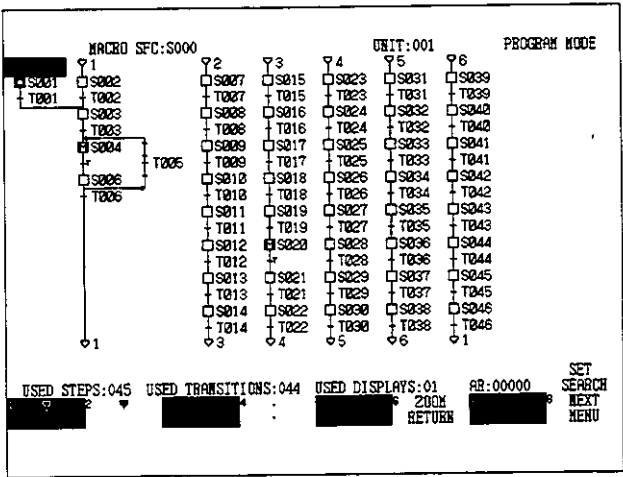 MACRO SFC:S000 UNIT:001 PROGRAM MODE
1 2 3 4 5 6
S001 S002 S007 S015 S023 S031 S039
T001 T002 T007 T015 T023 T031 T039
S003 S008 S016 S024 S032 S040
T003 T008 T016 T024 T032 T040
S004 S009 S017 S025 S033 S041
T005 T009 T017 T025 T033 T041
S006 S010 S018 S026 S034 S042
T006 T010 T018 T026 T034 T042
S011 S019 S027 S035 S043
T011 T019 T027 T035 T043
S012 S020 S028 S036 S044
T012 T028 T036 T044
S013 S021 S029 S037 S045
T013 T021 T029 T037 T045
S014 S022 S030 S038 S046
T014 T022 T030 T038 T046
1 3 4 5 6 1
SET
USED STEPS:045 USED TRANSITIONS:044 USED DISPLAYS:01 AR:00000 SEARCH
2 4 6 ZOOM 8 NEXT
RETURN MENU